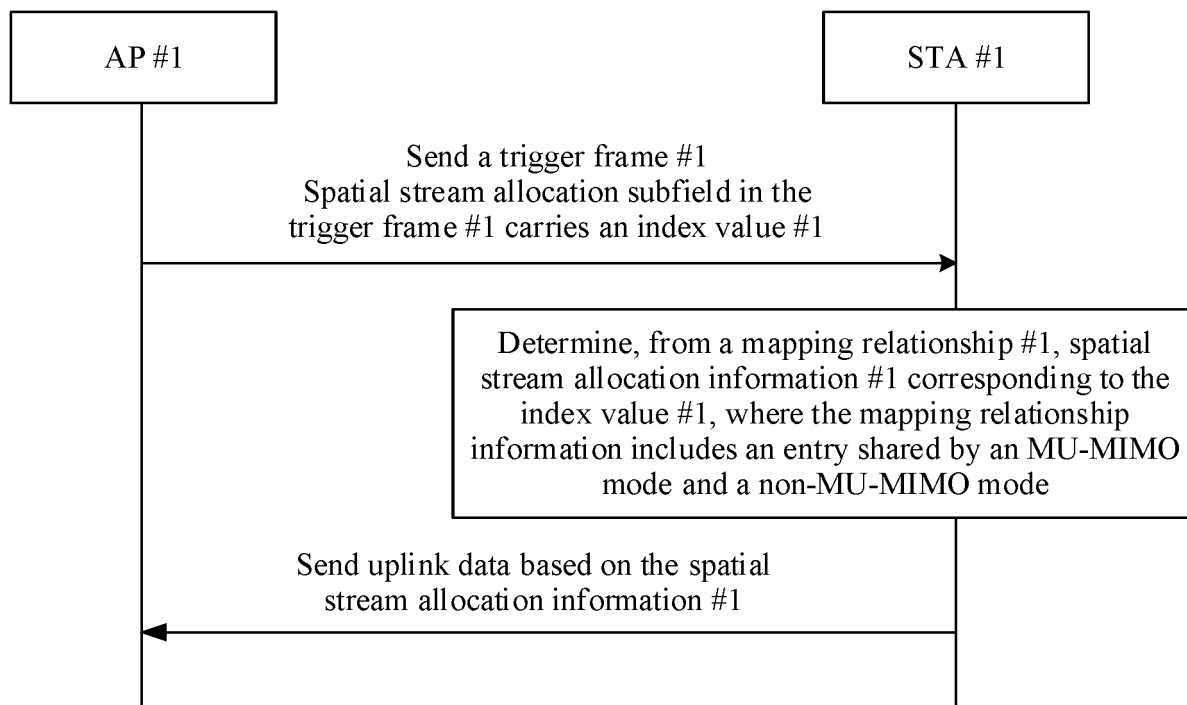 AP #1
STA #1
Send a trigger frame #1
Spatial stream allocation subfield in the
trigger frame #1 carries an index value #1
Determine, from a mapping relationship #1, spatial
stream allocation information #1 corresponding to the
index value #1, where the mapping relationship
information includes an entry shared by an MU-MIMO
mode and a non-MU-MIMO mode
Send uplink data based on the spatial
stream allocation information #1